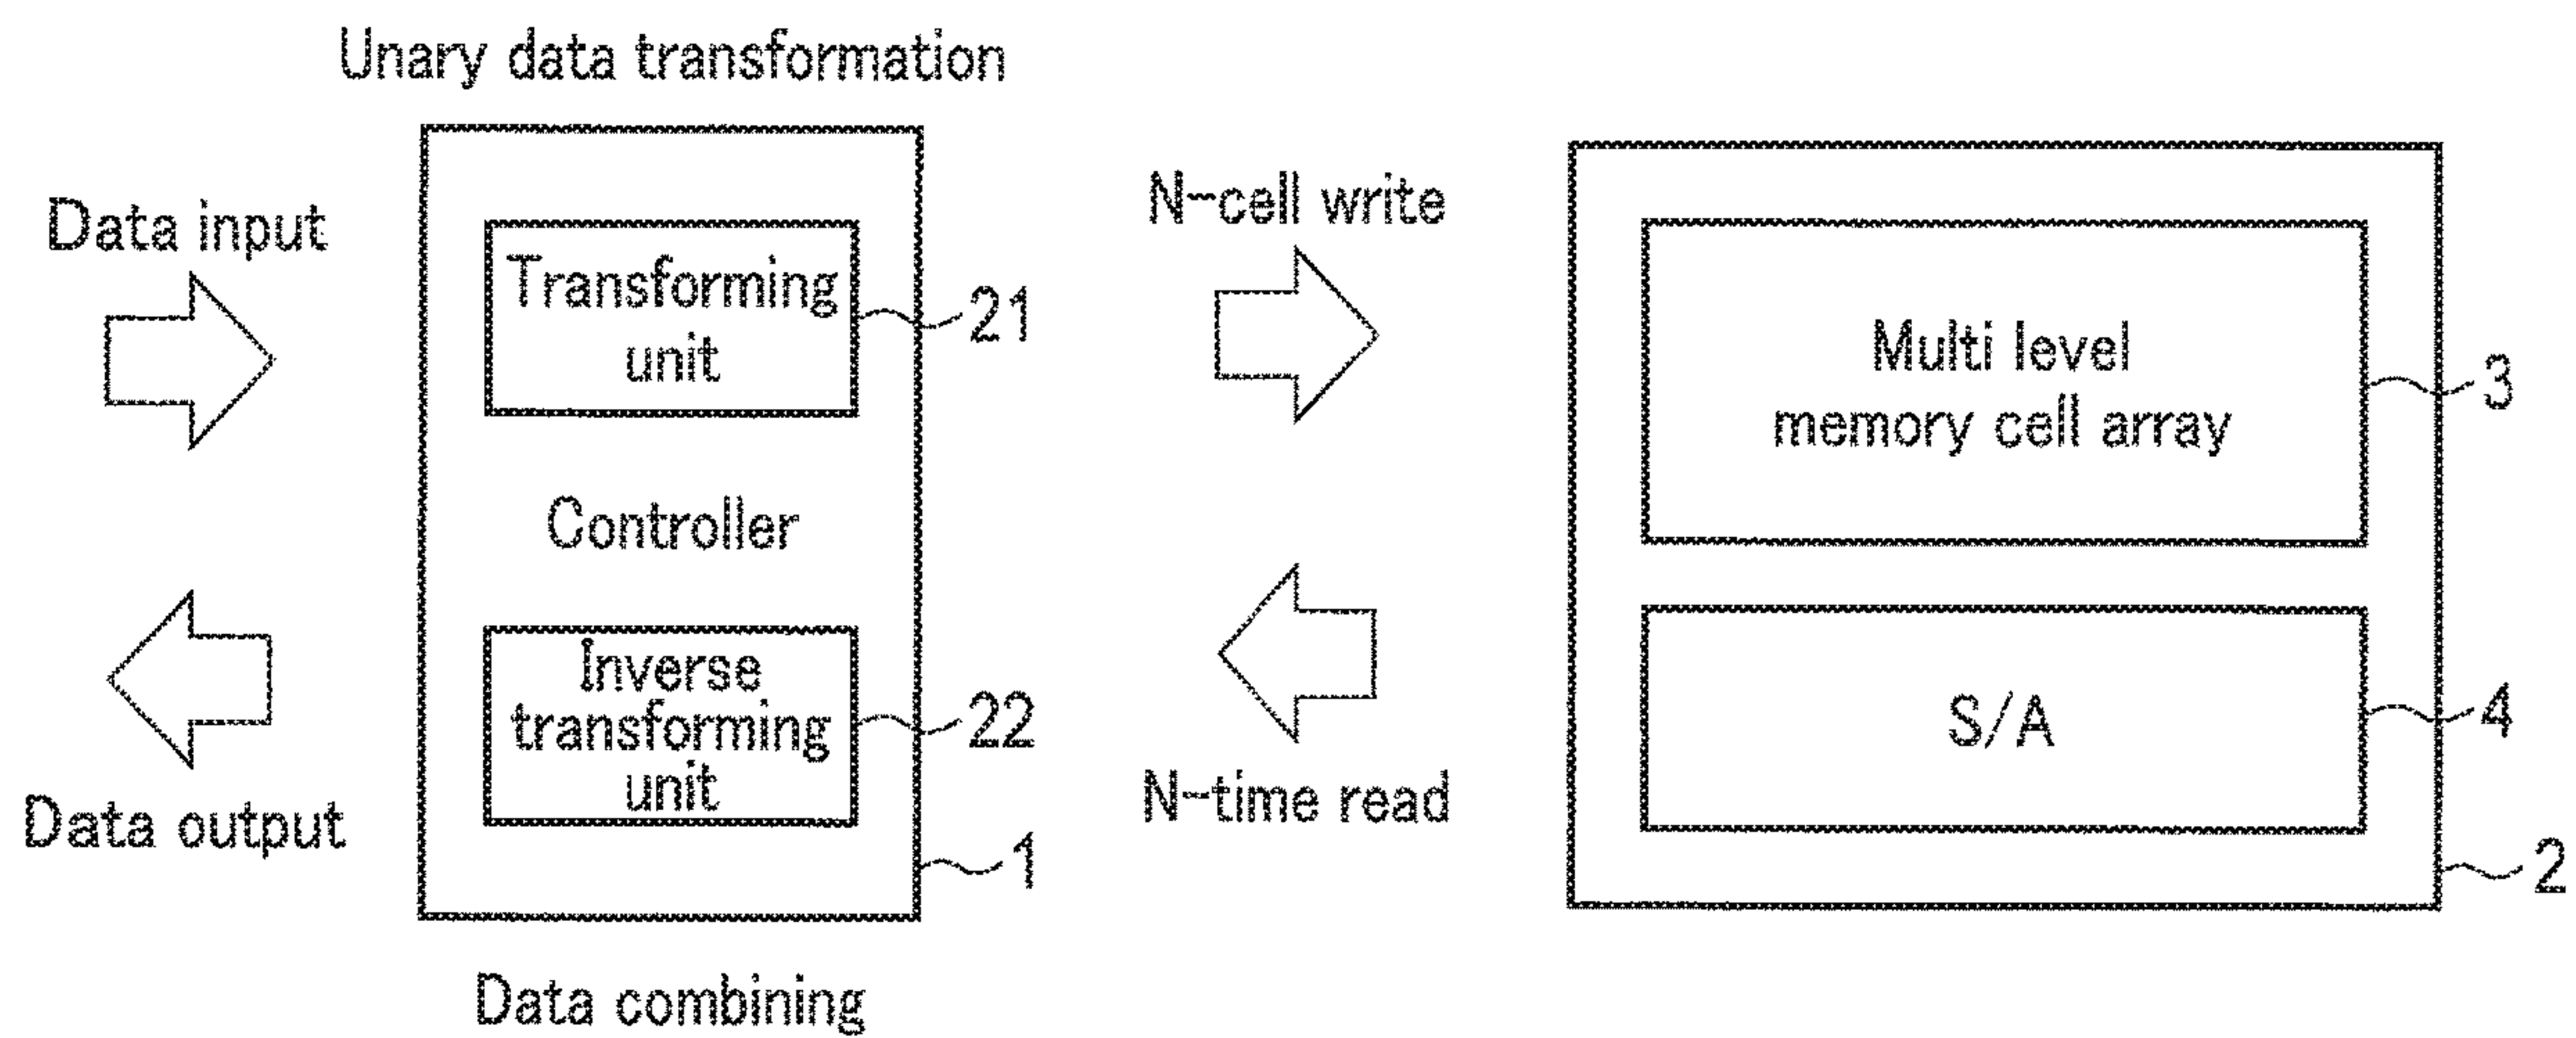 Unary data transformation
Data input
N-cell write
Transforming
unit
21
Multi level
memory cell array
3
Controller
Inverse
transforming
unit
22
S/A
4
Data output
N-time read
1
2
Data combining